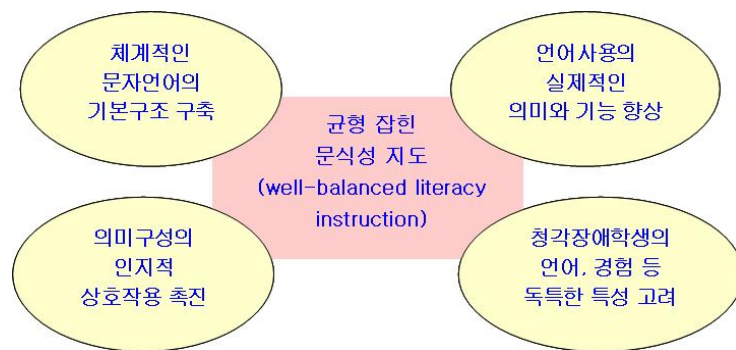 체계적인
문자언어의
기본구조 구축
언어사용의
실제적인
의미와 기능 향상
균형 잡힌
문식성 지도
(well-balanced literacy
instruction)
의미구성의
인지적
상호작용 촉진
청각장애학생의
언어, 경험 등
독특한 특성 고려